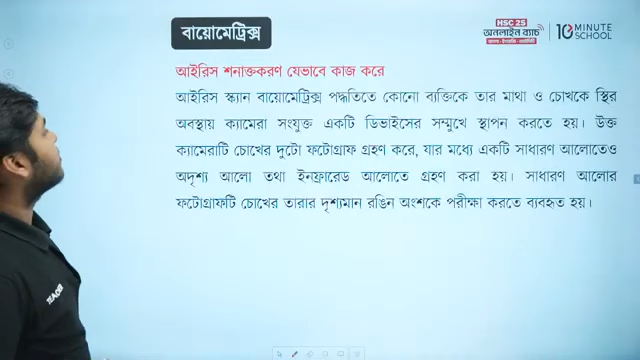 বায়োমেট্রিক্স
HSC 25
অনলাইন ব্যাচ
10 MINUTE SCHOOL
আইরিস শনাক্তকরণ যেভাবে কাজ করে
আইরিস স্ক্যান বায়োমেট্রিক্স পদ্ধতিতে কোনো ব্যক্তিকে তার মাথা ও চোখকে স্থির
অবস্থায় ক্যামেরা সংযুক্ত একটি ডিভাইসের সম্মুখে স্থাপন করতে হয়। উক্ত
ক্যামেরাটি চোখের দুটো ফটোগ্রাফ গ্রহণ করে, যার মধ্যে একটি সাধারণ আলোতেও
অদৃশ্য আলো তথা ইনফ্রারেড আলোতে গ্রহণ করা হয়। সাধারণ আলোর
ফটোগ্রাফটি চোখের তারার দৃশ্যমান রঙিন অংশকে পরীক্ষা করতে ব্যবহৃত হয়।